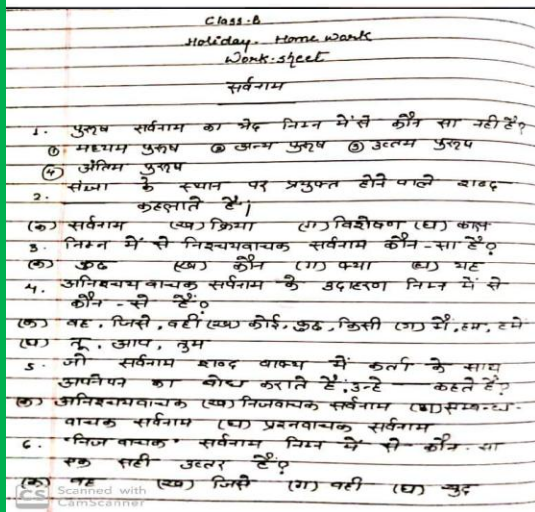 Class-8
Holiday. Home work
Work-sheet
सर्वनाम
1. पुरुष सर्वनाम का भेद निम्न में से कौन सा नहीं है?
① मध्यम पुरुष ② अन्य पुरुष ③ उत्तम पुरुष
④ अंतिम पुरुष
2. संज्ञा के स्थान पर प्रयुक्त होने वाले शब्द
कहलाते हैं।
(क) सर्वनाम (ख) क्रिया (ग) विशेषण (घ) काल
3. निम्न में से निश्चयवाचक सर्वनाम कौन-सा है?
(क) कुछ (ख) कौन (ग) क्या (घ) यह
4. अनिश्चयवाचक सर्वनाम के उदाहरण निम्न में से
कौन-से हैं?
(क) वह, जिसे, वही (ख) कोई, कुछ, किसी (ग) मैं, हम, हमें
(घ) तू, आप, तुम
5. जो सर्वनाम शब्द वाक्य में कर्ता के साथ
अपनेपन का बोध कराते हैं; उन्हे — कहते हैं?
(क) अनिश्चयवाचक (ख) निजवाचक सर्वनाम (ग) सम्बन्ध-
वाचक सर्वनाम (घ) प्रश्नवाचक सर्वनाम
6. "निज वाचक" सर्वनाम निम्न में से कौन-सा
एक सही उत्तर है?
(क) वह (ख) जिसे (ग) वही (घ) खुद
CS Scanned with
CamScanner